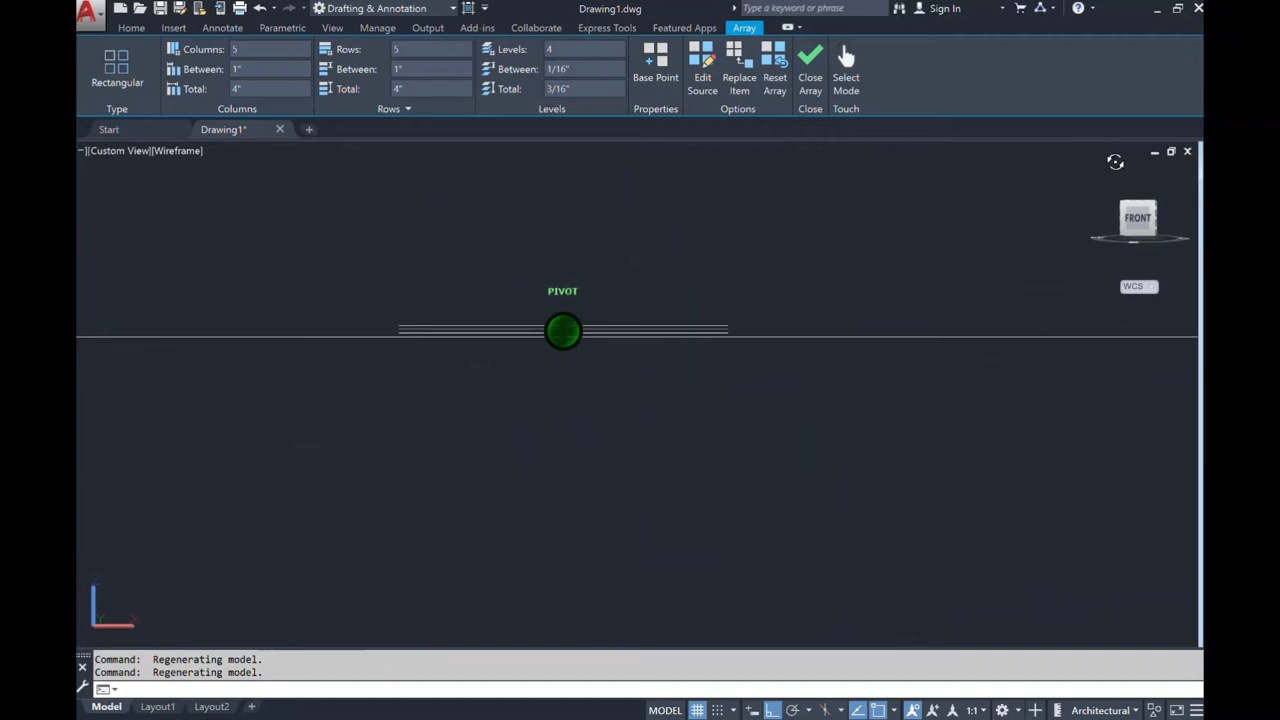 Drafting & Annotation
Drawing1.dwg
Type a keyword or phrase
Sign In
Home Insert Annotate Parametric View Manage Output Add-ins Collaborate Express Tools Featured Apps Array
Columns: 5 Rows: 5 Levels: 4
Between: 1" Between: 1" Between: 1/16"
Total: 4" Total: 4" Total: 3/16"
Rectangular
Base Point
Edit Source
Replace Item
Reset Array
Close Array
Select Mode
Type Columns Rows Levels Properties Options Close Touch
Start Drawing1*
−][Custom View][Wireframe]
FRONT
WCS
PIVOT
Z
Y X
Command: Regenerating model.
Command: Regenerating model.
Model Layout1 Layout2
MODEL 1:1 Architectural